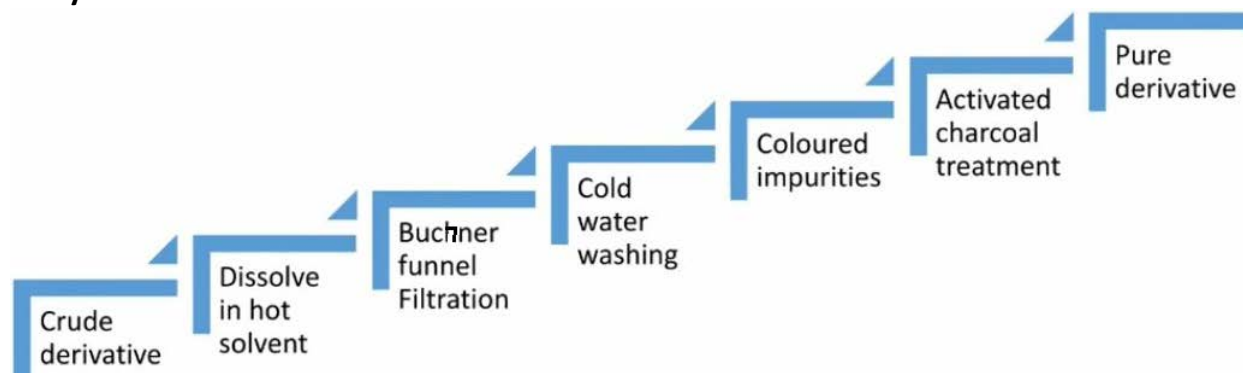 Crude
derivative
Dissolve
in hot
solvent
Buchner
funnel
Filtration
Cold
water
washing
Coloured
impurities
Activated
charcoal
treatment
Pure
derivative